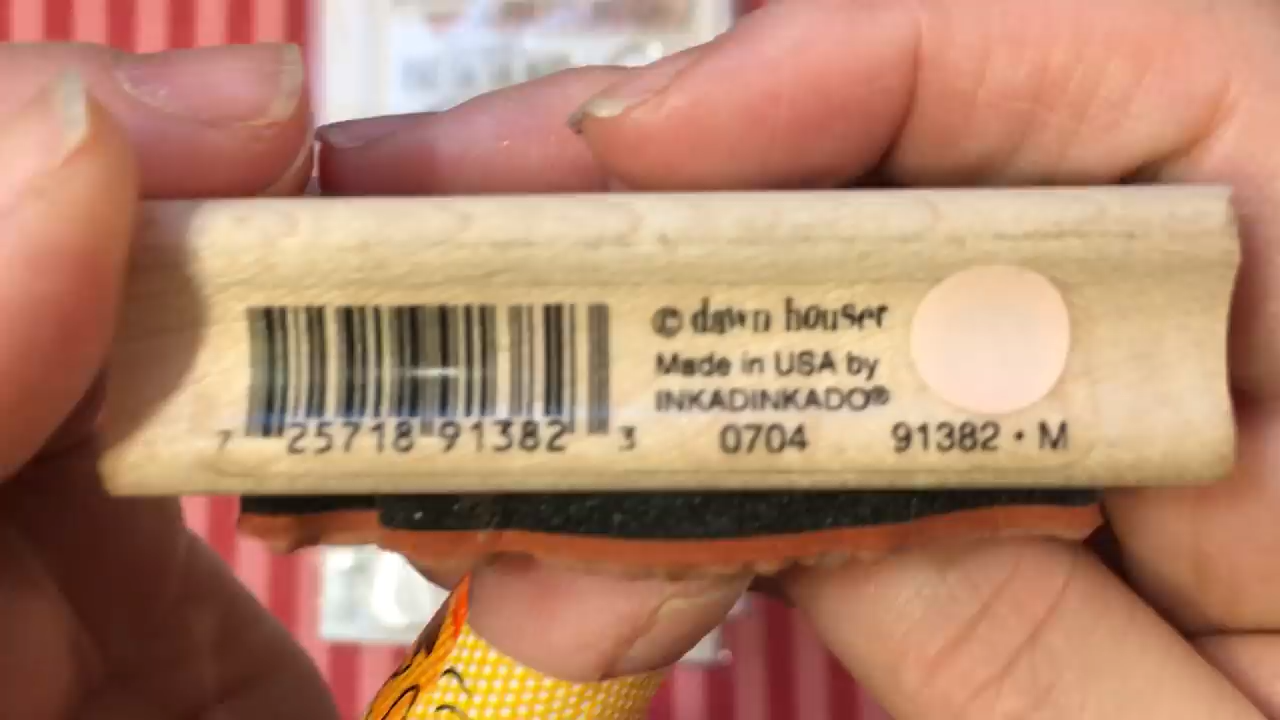 © dawn houser
Made in USA by
INKADINKADO®
7 25718 91382 3
0704 91382 • M